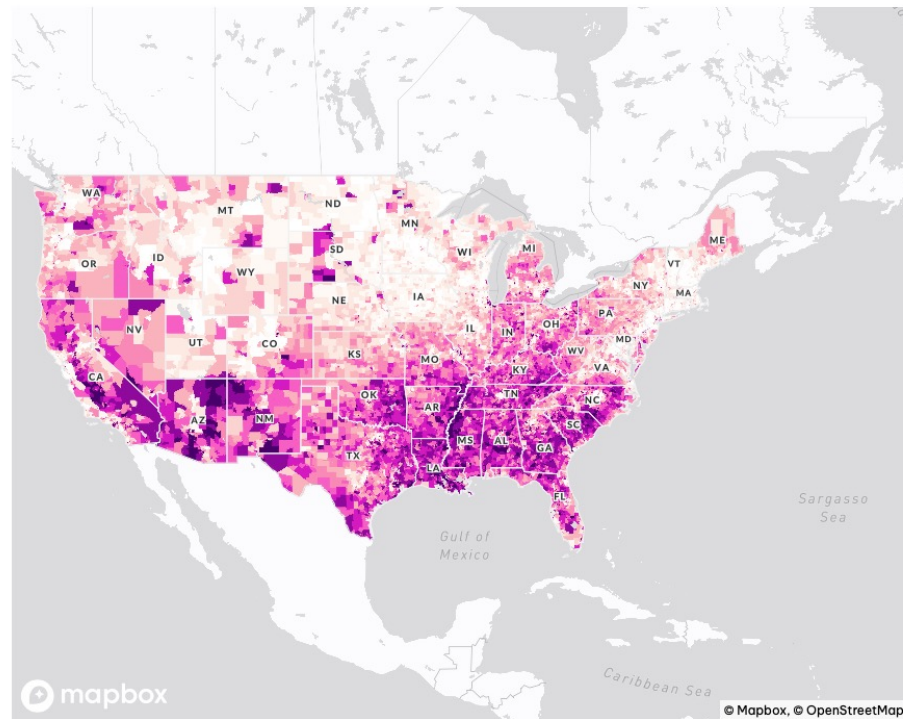 WA
MT
ND
MN
ME
OR
ID
SD
WI
MI
VT
WY
NY
MA
NE
IA
PA
NV
UT
CO
IL
IN
OH
MD
KS
MO
WV
VA
CA
KY
OK
TN
NC
AZ
NM
AR
SC
TX
MS
AL
GA
LA
FL
Sargasso
Sea
Gulf of
Mexico
Caribbean Sea
mapbox
© Mapbox, © OpenStreetMap